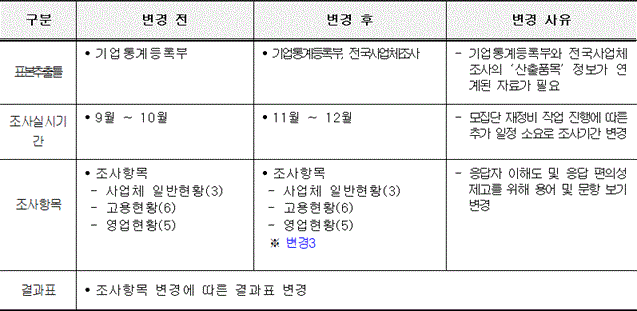 구분 변경 전 변경 후 변경 사유
표본추출틀
• 기업통계등록부
• 기업통계등록부, 전국사업체조사
- 기업통계등록부와 전국사업체
조사의 ‘산출품목’ 정보가 연
계된 자료가 필요
조사실시기
간
• 9월 ~ 10월
• 11월 ~ 12월
- 모집단 재정비 작업 진행에 따른
추가 일정 소요로 조사기간 변경
조사항목
• 조사항목
- 사업체 일반현황(3)
- 고용현황(6)
- 영업현황(5)
• 조사항목
- 사업체 일반현황(3)
- 고용현황(6)
- 영업현황(5)
※ 변경3
- 응답자 이해도 및 응답 편의성
제고를 위해 용어 및 문항 보기
변경
결과표
• 조사항목 변경에 따른 결과표 변경